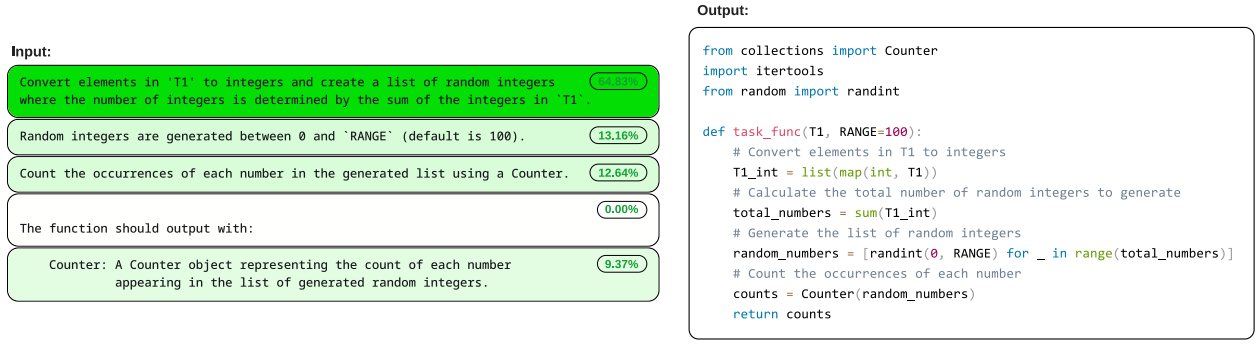 Input:
Convert elements in 'T1' to integers and create a list of random integers
64,83%
where the number of integers is determined by the sum of the integers in `T1`.
Random integers are generated between 0 and `RANGE` (default is 100).
13.16%
Count the occurrences of each number in the generated list using a Counter.
12.64%
0.00%
The function should output with:
Counter: A Counter object representing the count of each number
9.37%
appearing in the list of generated random integers.
Output:
from collections import Counter
import itertools
from random import randint
def task_func(T1, RANGE=100):
# Convert elements in T1 to integers
T1_int = list(map(int, T1))
# Calculate the total number of random integers to generate
total_numbers = sum(T1_int)
# Generate the list of random integers
random_numbers = [randint(0, RANGE) for _ in range(total_numbers)]
# Count the occurrences of each number
counts = Counter(random_numbers)
return counts